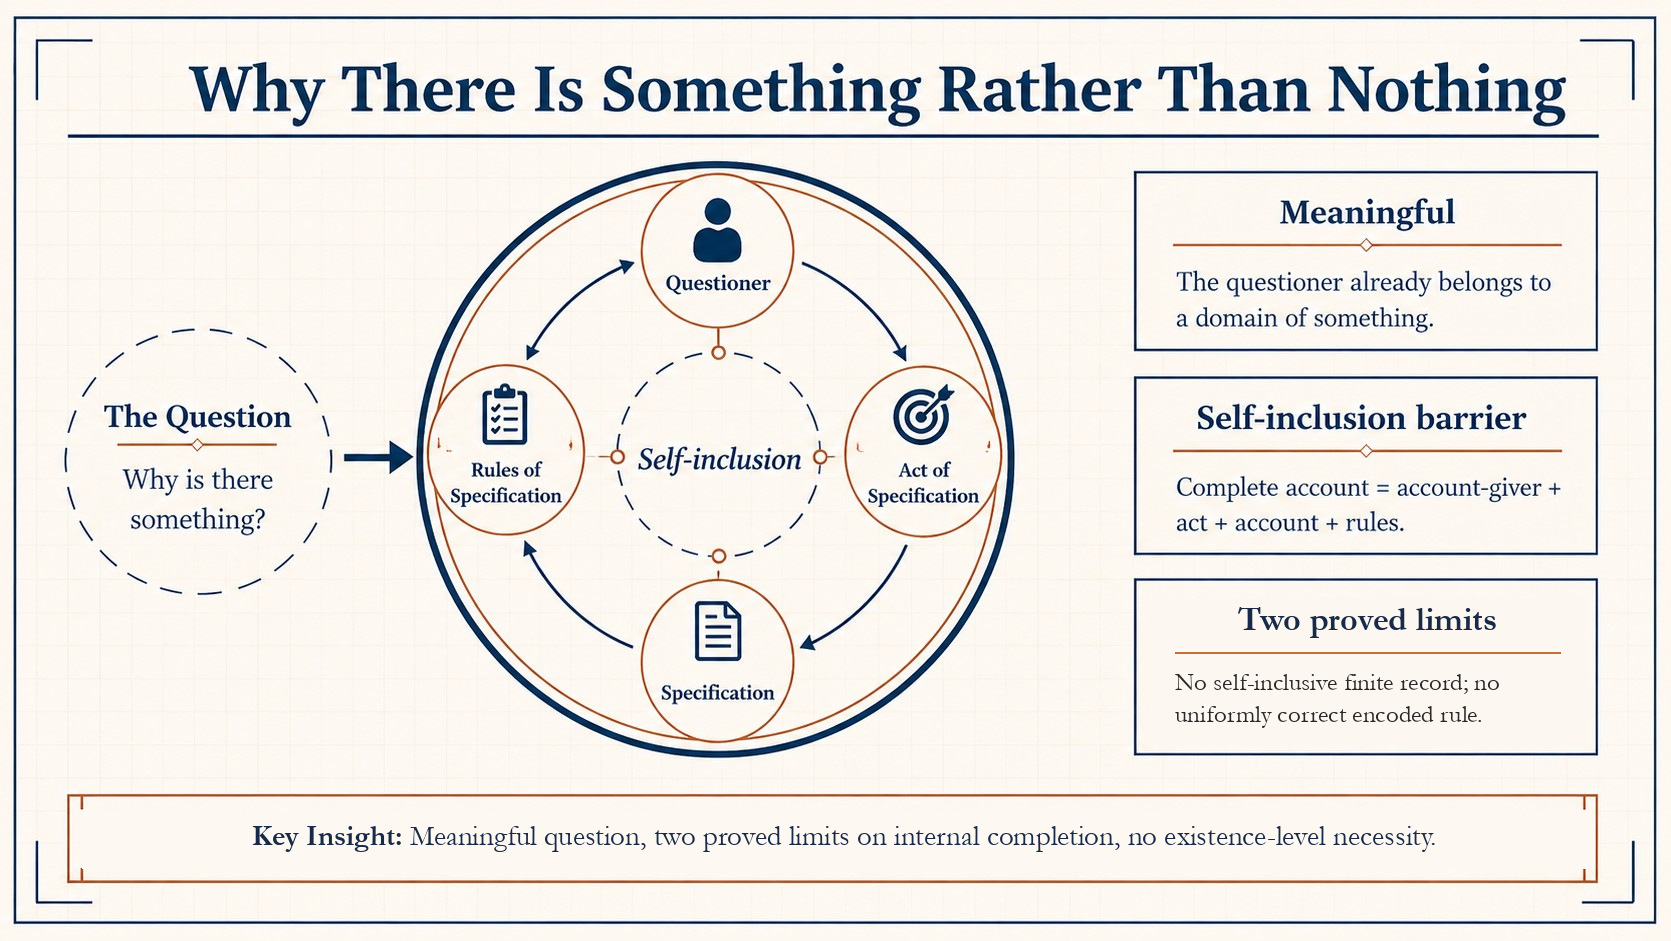 Why There Is Something Rather Than Nothing
The Question
Why is there
something?
Questioner
Rules of
Specification
Self-inclusion
Act of
Specification
Specification
Meaningful
The questioner already belongs to
a domain of something.
Self-inclusion barrier
Complete account = account-giver +
act + account + rules.
Two proved limits
No self-inclusive finite record; no
uniformly correct encoded rule.
Key Insight: Meaningful question, two proved limits on internal completion, no existence-level necessity.